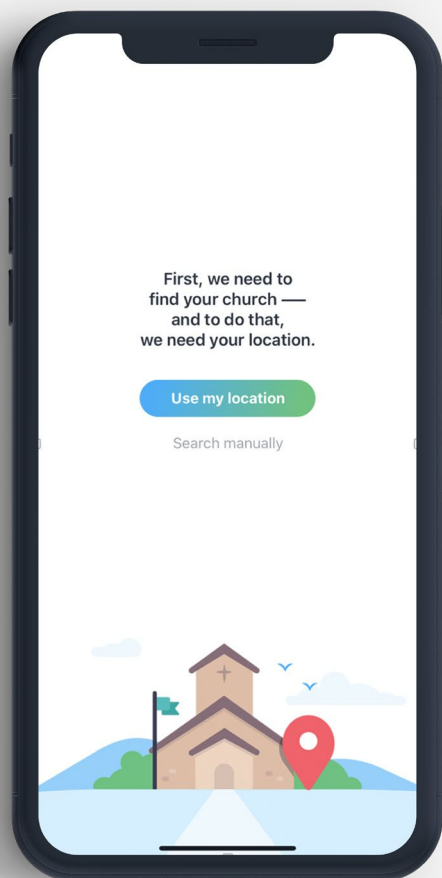 First, we need to
find your church —
and to do that,
we need your location.
Use my location
Search manually